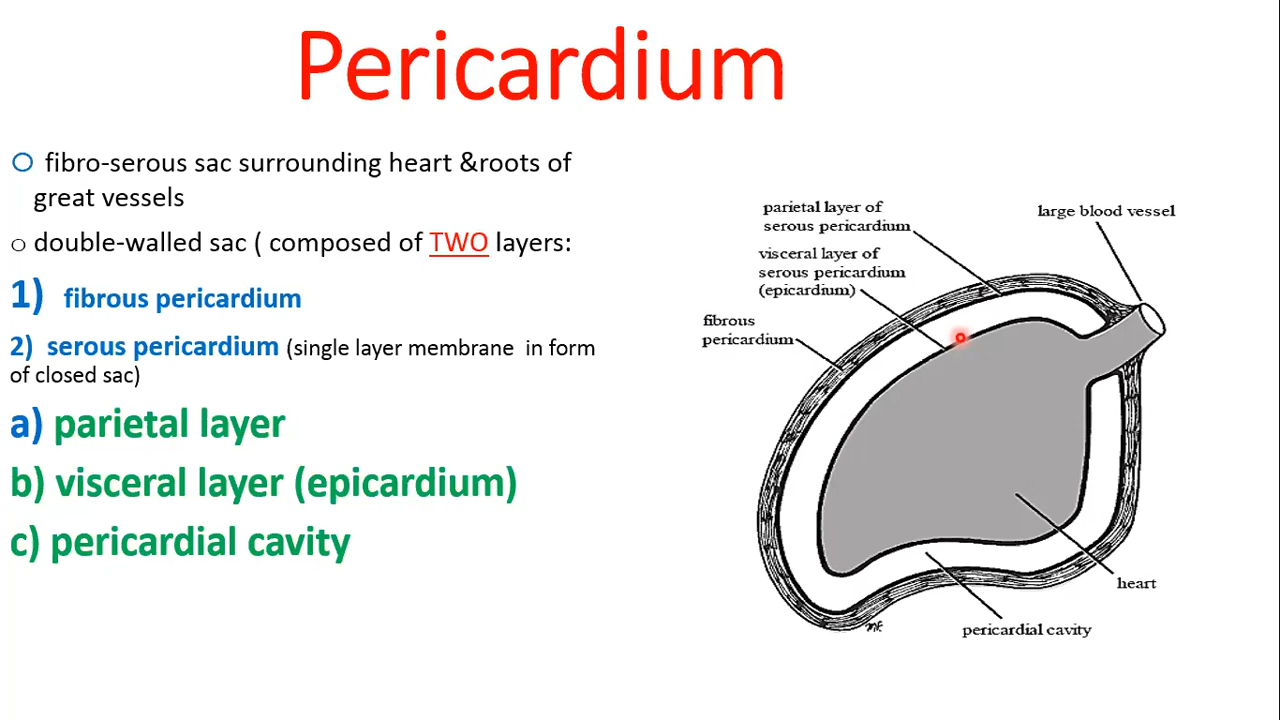 Pericardium
fibro-serous sac surrounding heart &roots of
great vessels
double-walled sac ( composed of TWO layers:
1) fibrous pericardium
2) serous pericardium (single layer membrane in form
of closed sac)
a) parietal layer
b) visceral layer (epicardium)
c) pericardial cavity
parietal layer of
serous pericardium
large blood vessel
visceral layer of
serous pericardium
(epicardium)
fibrous
pericardium
heart
pericardial cavity